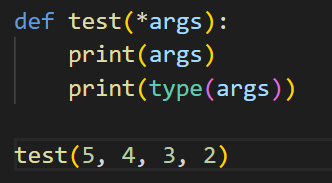 def test(*args):
    print(args)
    print(type(args))

test(5, 4, 3, 2)